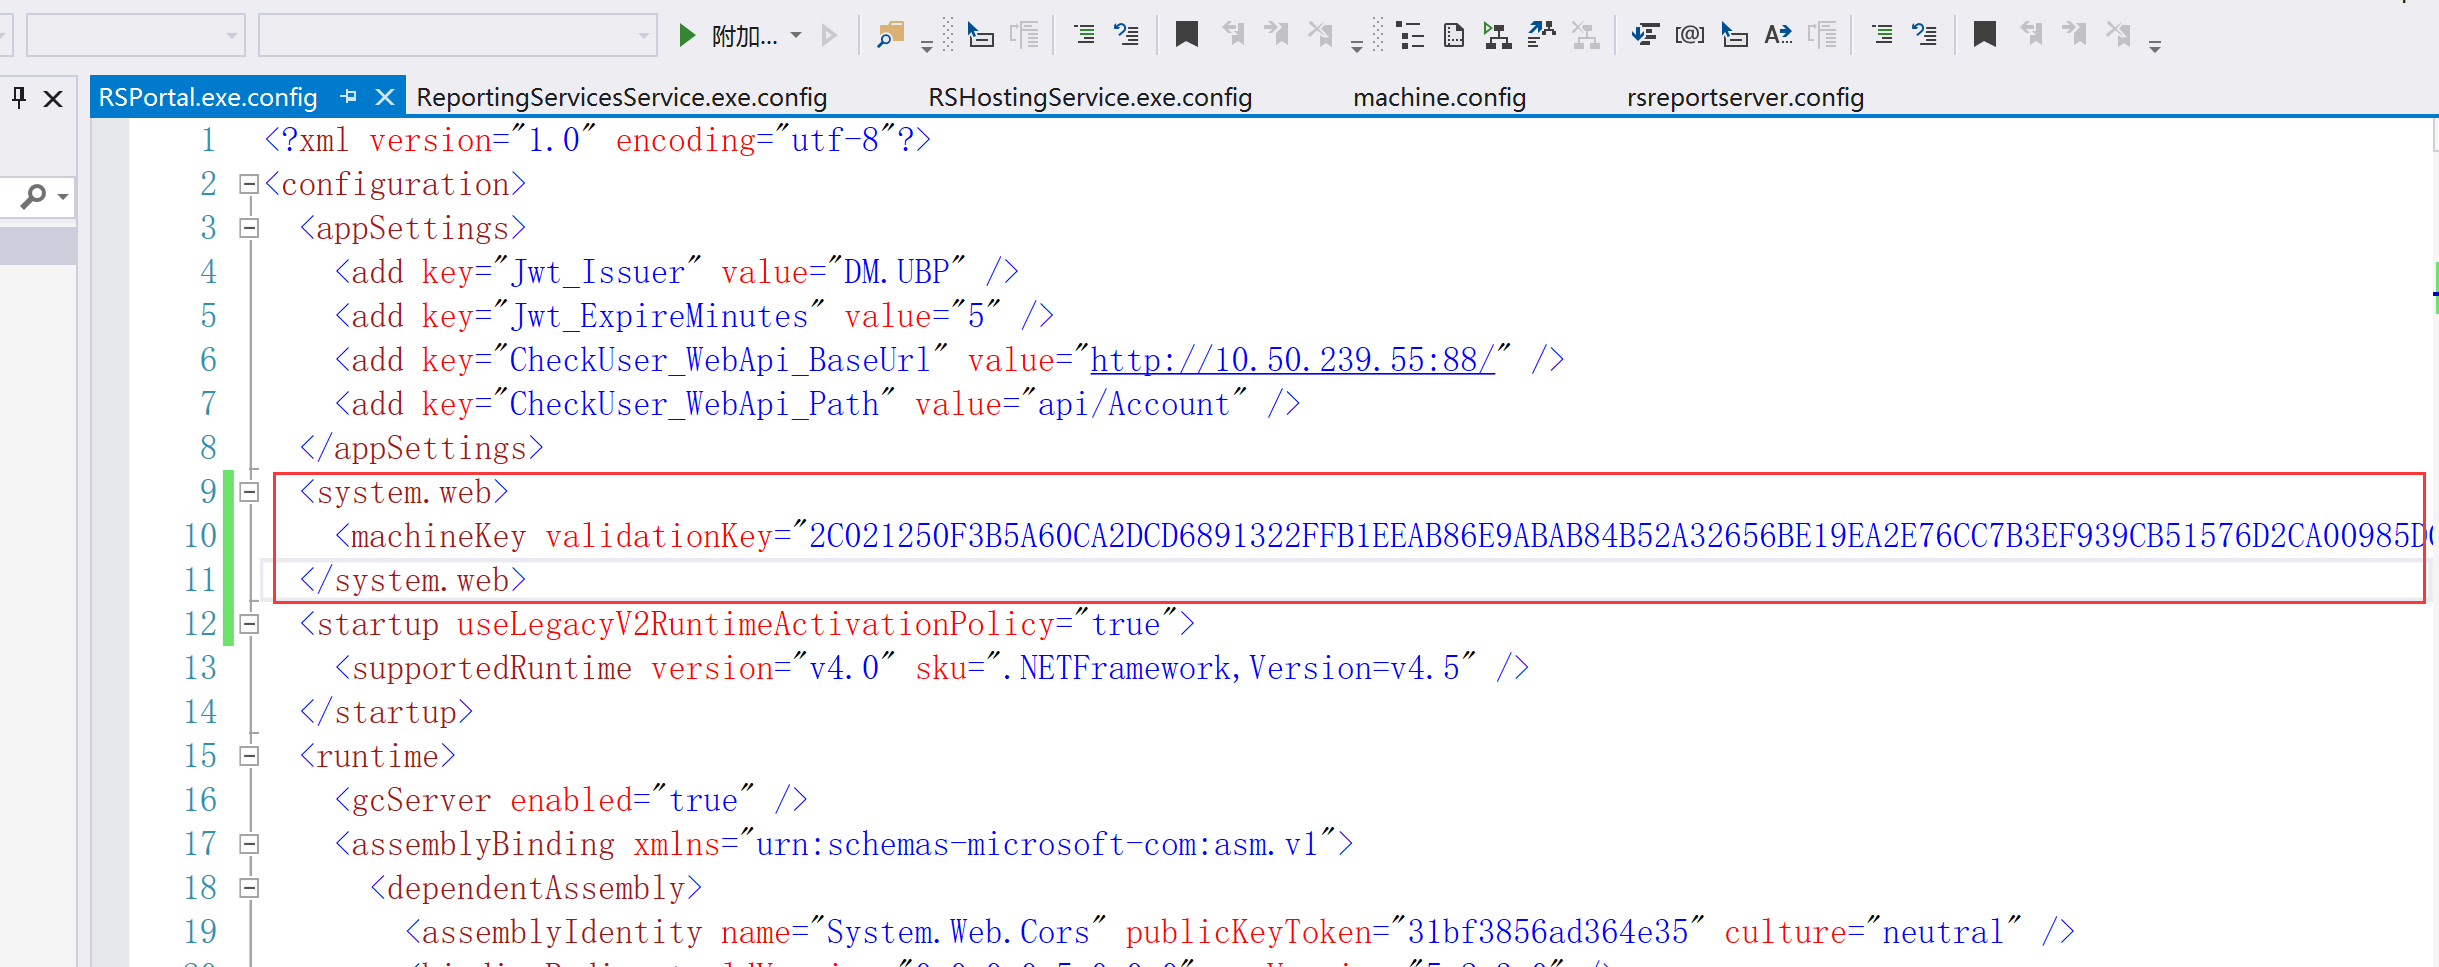 附加...
RSPortal.exe.config ReportingServicesService.exe.config RSHostingService.exe.config machine.config rsreportserver.config
1 <?xml version="1.0" encoding="utf-8"?>
2 <configuration>
3 <appSettings>
4 <add key="Jwt_Issuer" value="DM.UBP" />
5 <add key="Jwt_ExpireMinutes" value="5" />
6 <add key="CheckUser_WebApi_BaseUrl" value="http://10.50.239.55:88/" />
7 <add key="CheckUser_WebApi_Path" value="api/Account" />
8 </appSettings>
9 <system.web>
10 <machineKey validationKey="2C021250F3B5A60CA2DCD6891322FFB1EEAB86E9ABAB84B52A32656BE19EA2E76CC7B3EF939CB51576D2CA00985D
11 </system.web>
12 <startup useLegacyV2RuntimeActivationPolicy="true">
13 <supportedRuntime version="v4.0" sku=".NETFramework,Version=v4.5" />
14 </startup>
15 <runtime>
16 <gcServer enabled="true" />
17 <assemblyBinding xmlns="urn:schemas-microsoft-com:asm.v1">
18 <dependentAssembly>
19 <assemblyIdentity name="System.Web.Cors" publicKeyToken="31bf3856ad364e35" culture="neutral" />